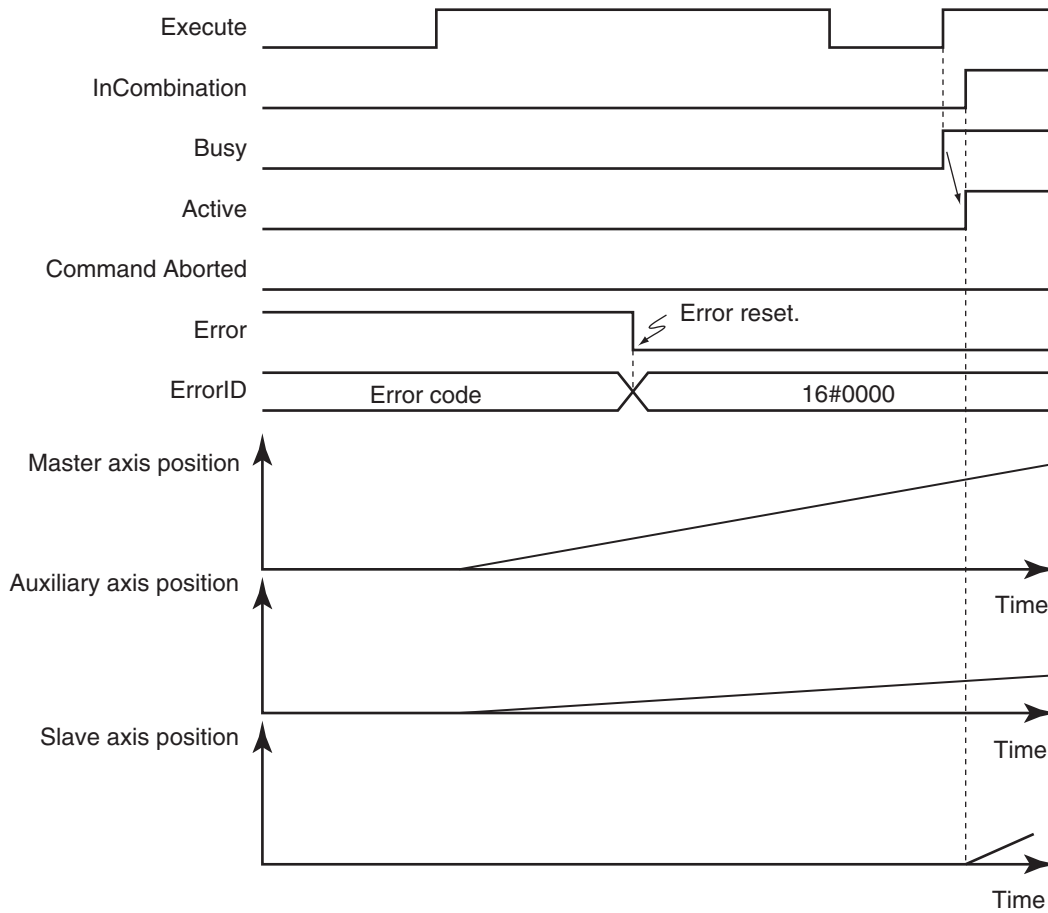 Execute
InCombination
Busy
Active
Command Aborted
Error
Error reset.
ErrorID
Error code
16#0000
Master axis position
Time
Auxiliary axis position
Time
Slave axis position
Time